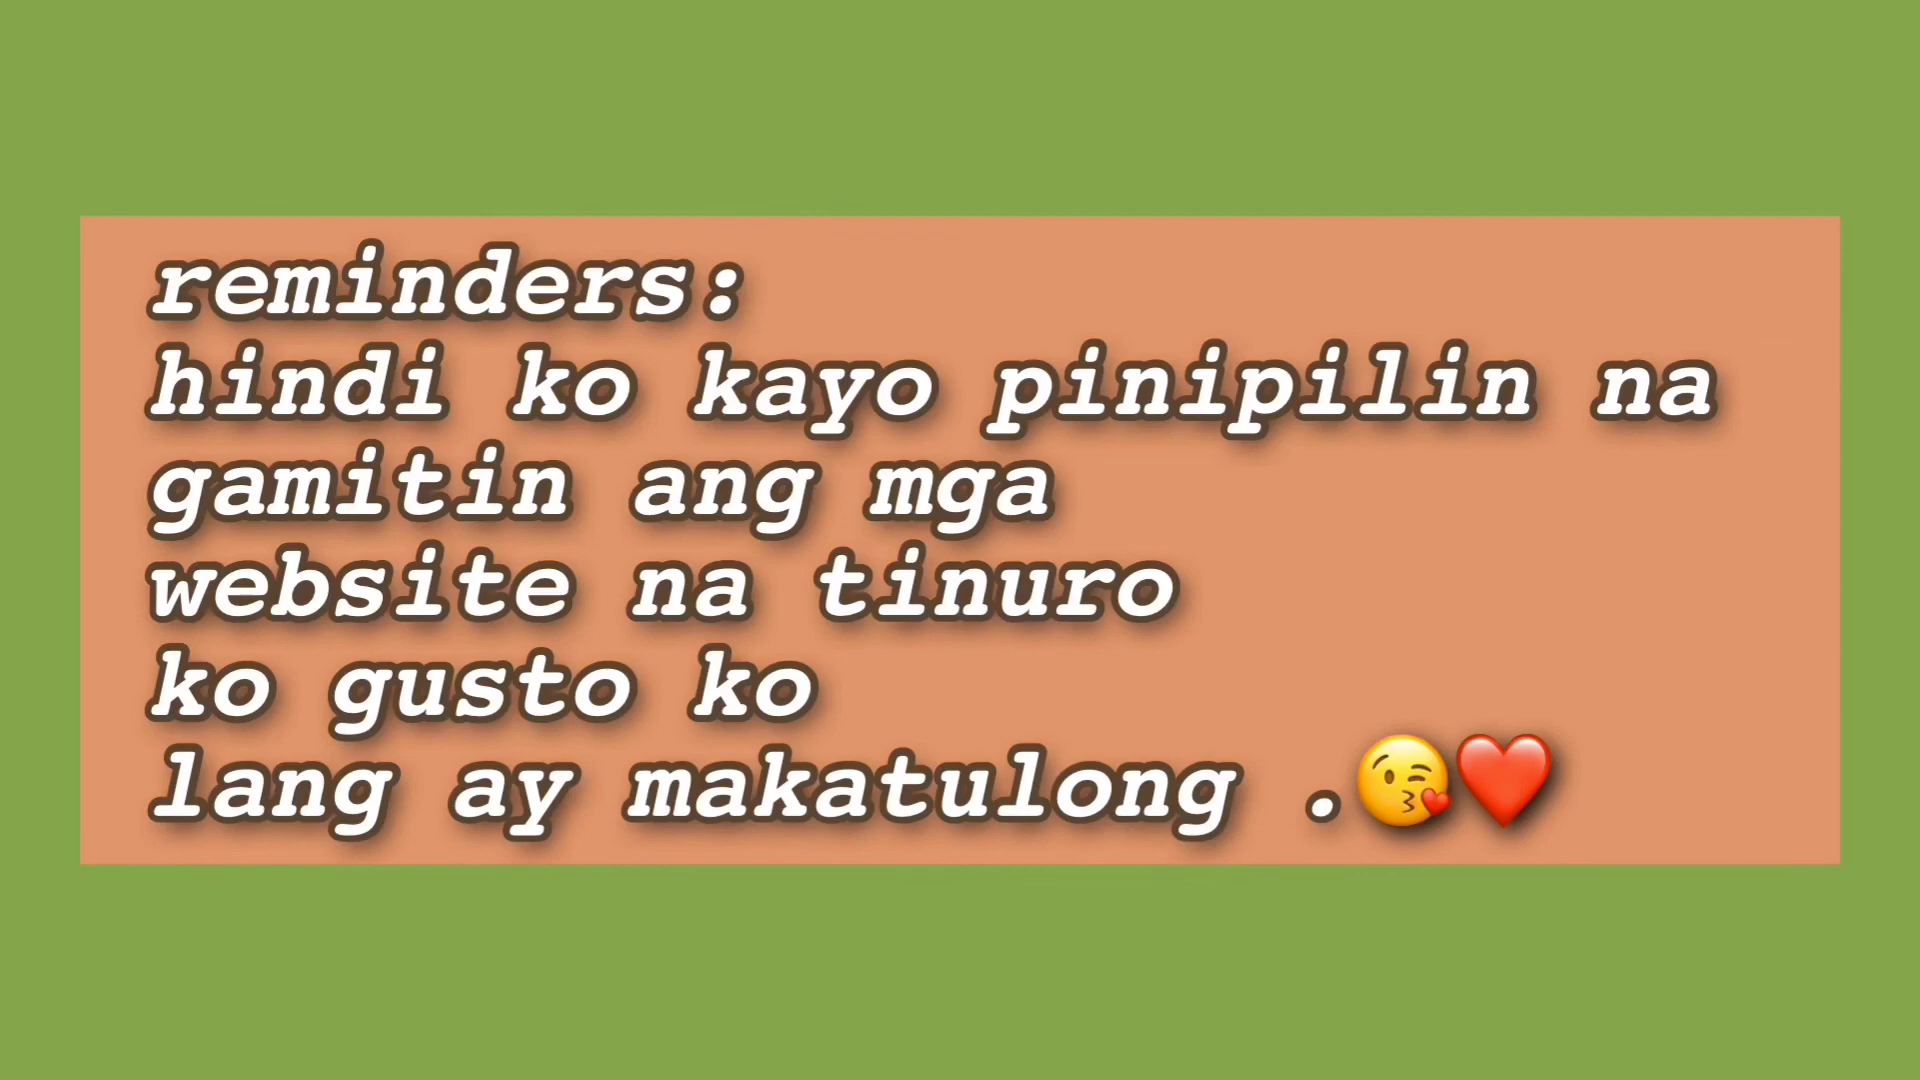 reminders:
hindi ko kayo pinipilin na
gamitin ang mga
website na tinuro
ko gusto ko
lang ay makatulong .😘❤️